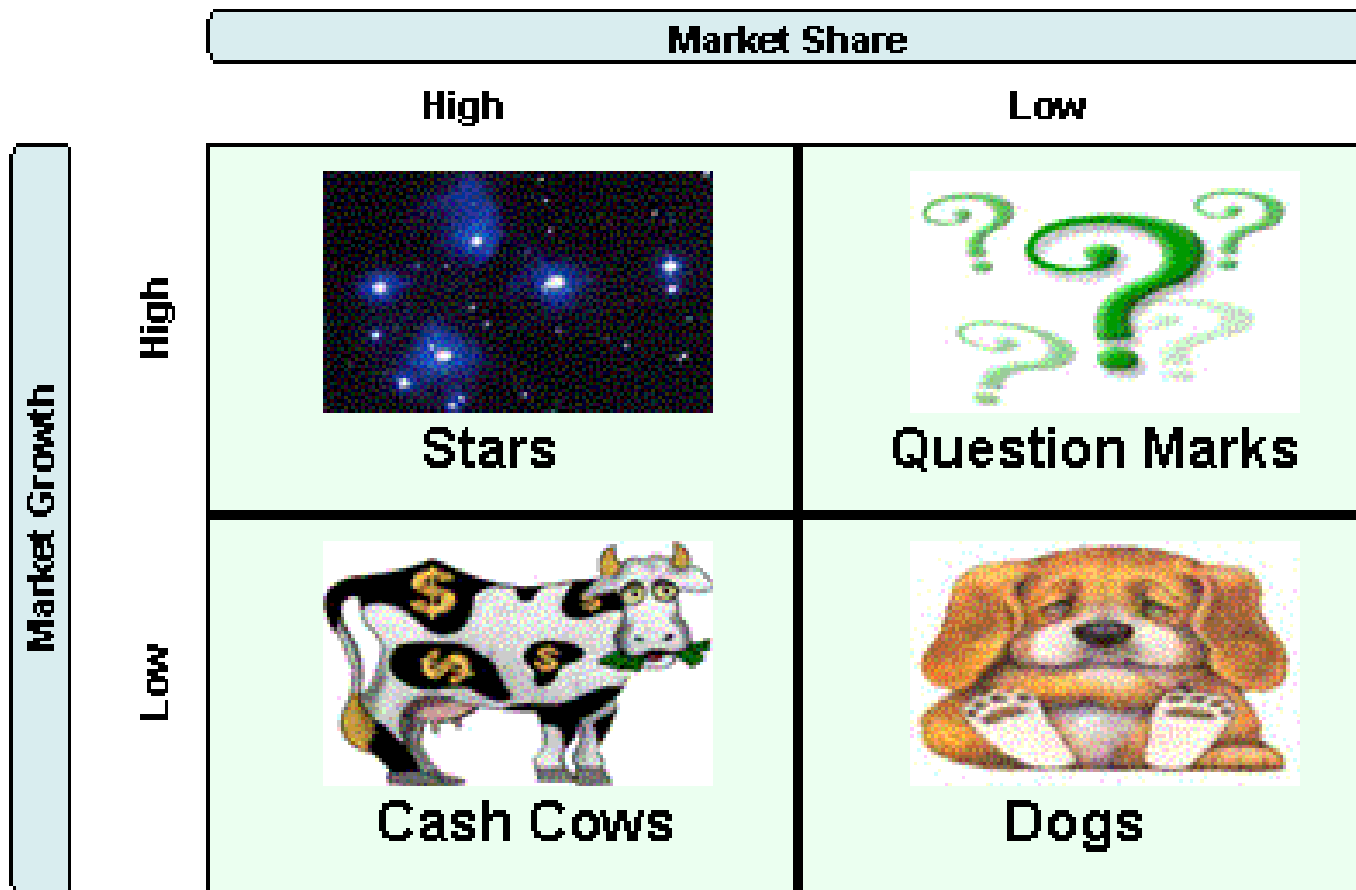 Market Share
High
Low
Market Growth
High
Stars
Question Marks
Low
Cash Cows
Dogs